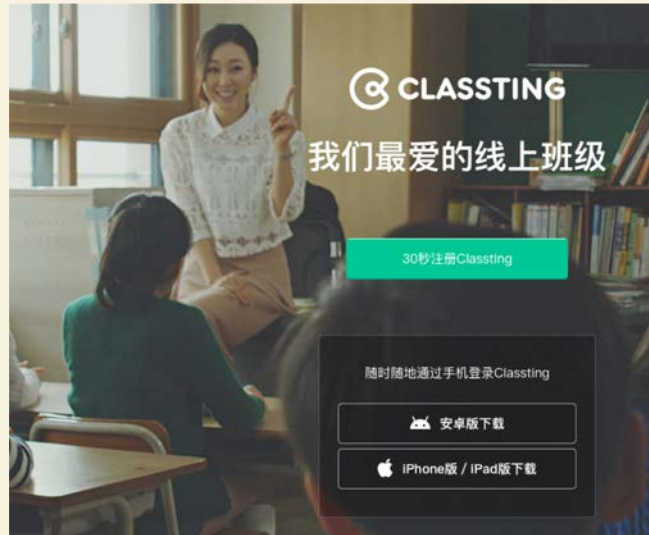 CLASSTING
我们最爱的线上班级
30秒注册Classting
随时随地通过手机登录Classting
安卓版下载
iPhone版 / iPad版下载